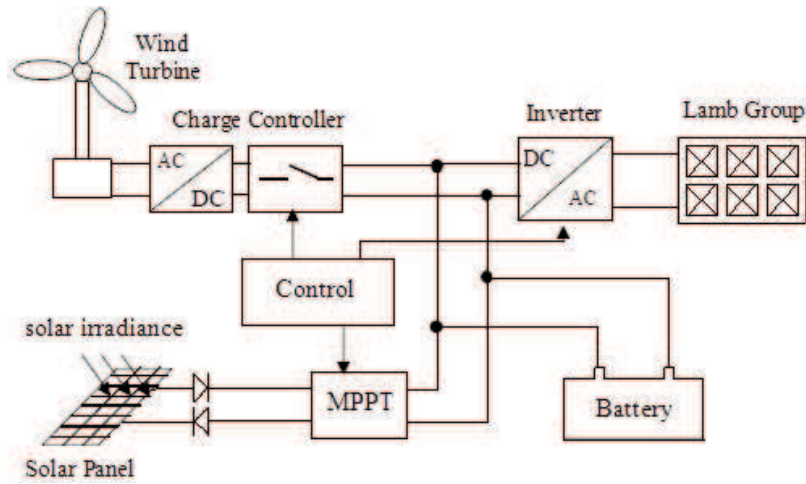 Wind
Turbine
Charge Controller
Inverter
Lamb Group
AC
DC
DC
AC
Control
solar irradiance
MPPT
Battery
Solar Panel